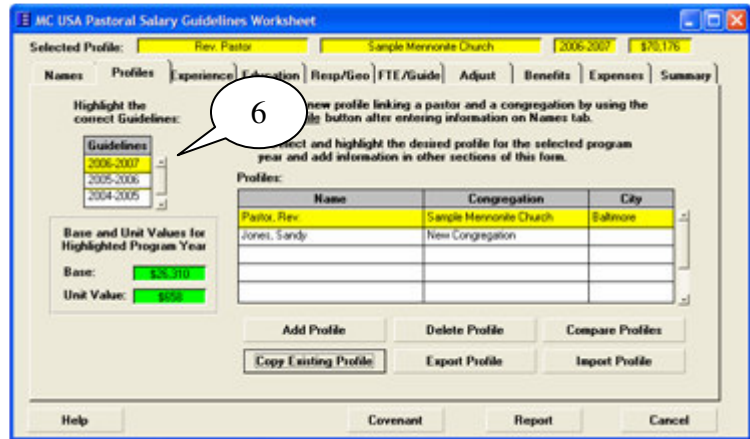 MC USA Pastoral Salary Guidelines Worksheet
Selected Profile: Rev. Pastor Sample Mennonite Church 2006-2007 $70,176
Names Profiles Experience Education Resp/Geo FTE/Guide Adjust Benefits Expenses Summary
Highlight the
correct Guidelines:
Guidelines
2006-2007
2005-2006
2004-2005
6
new profile linking a pastor and a congregation by using the
button after entering information on Names tab.
select and highlight the desired profile for the selected program
year and add information in other sections of this form.
Profiles:
Name Congregation City
Pastor, Rev. Sample Mennonite Church Baltimore
Jones, Sandy New Congregation
Base and Unit Values for
Highlighted Program Year
Base: $26,310
Unit Value: $658
Add Profile Delete Profile Compare Profiles
Copy Existing Profile Export Profile Import Profile
Help Covenant Report Cancel